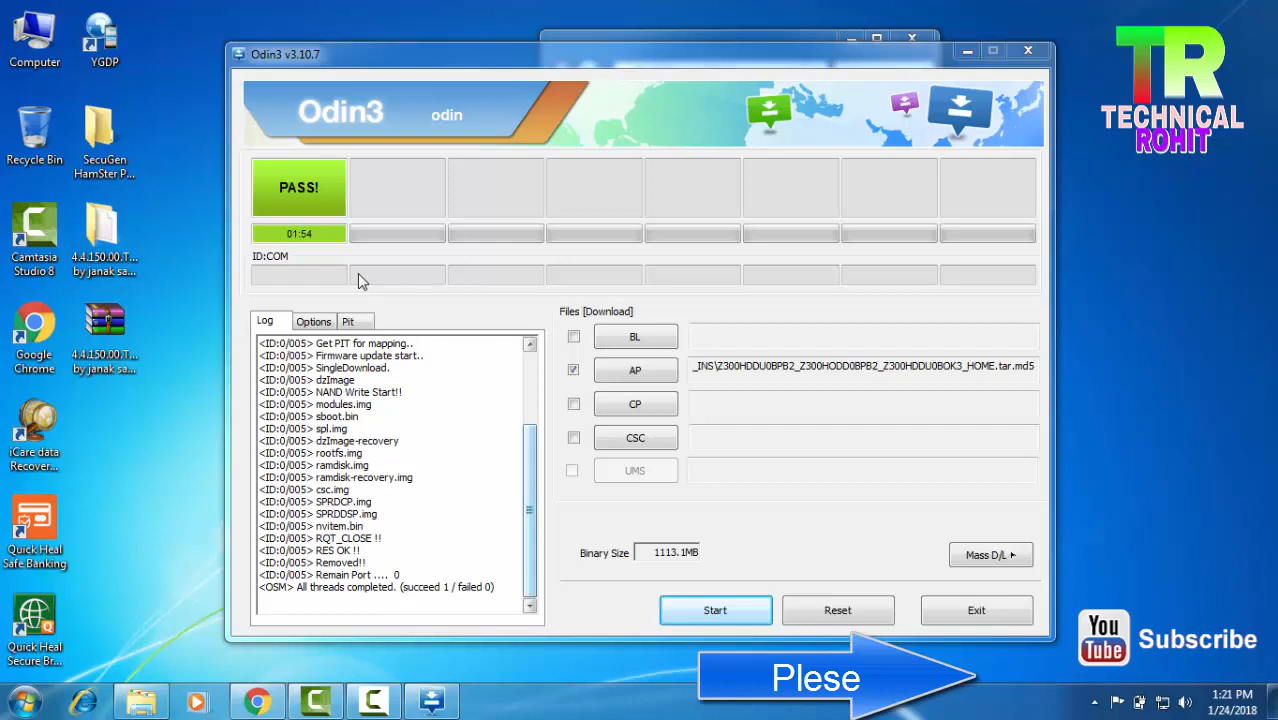 Computer
YGDP
Recycle Bin
SecuGen
HamSter P...
Camtasia
Studio 8
4.4.150.00.T...
by janak sa...
Google
Chrome
4.4.150.00.T...
by janak sa...
iCare data
Recover...
Quick Heal
Safe Banking
Quick Heal
Secure Br...
Odin3 v3.10.7
Odin3
odin
PASS!
01:54
ID:COM
Log
Options
Pit
<ID:0/005> Get PIT for mapping..
<ID:0/005> Firmware update start..
<ID:0/005> SingleDownload.
<ID:0/005> dzImage
<ID:0/005> NAND Write Start!!
<ID:0/005> modules.img
<ID:0/005> sboot.bin
<ID:0/005> spl.img
<ID:0/005> dzImage-recovery
<ID:0/005> rootfs.img
<ID:0/005> ramdisk.img
<ID:0/005> ramdisk-recovery.img
<ID:0/005> csc.img
<ID:0/005> SPRDCP.img
<ID:0/005> SPRDDSP.img
<ID:0/005> nvitem.bin
<ID:0/005> RQT_CLOSE !!
<ID:0/005> RES OK !!
<ID:0/005> Removed!!
<ID:0/005> Remain Port .... 0
<OSM> All threads completed. (succeed 1 / failed 0)
Files [Download]
BL
AP
_INS\Z300HDDU0BPB2_Z300HODD0BPB2_Z300HDDU0BOK3_HOME.tar.md5
CP
CSC
UMS
Binary Size
1113.1MB
Mass D/L
Start
Reset
Exit
TR
TECHNICAL
ROHIT
You
Tube
Subscribe
Plese
1:21 PM
1/24/2018